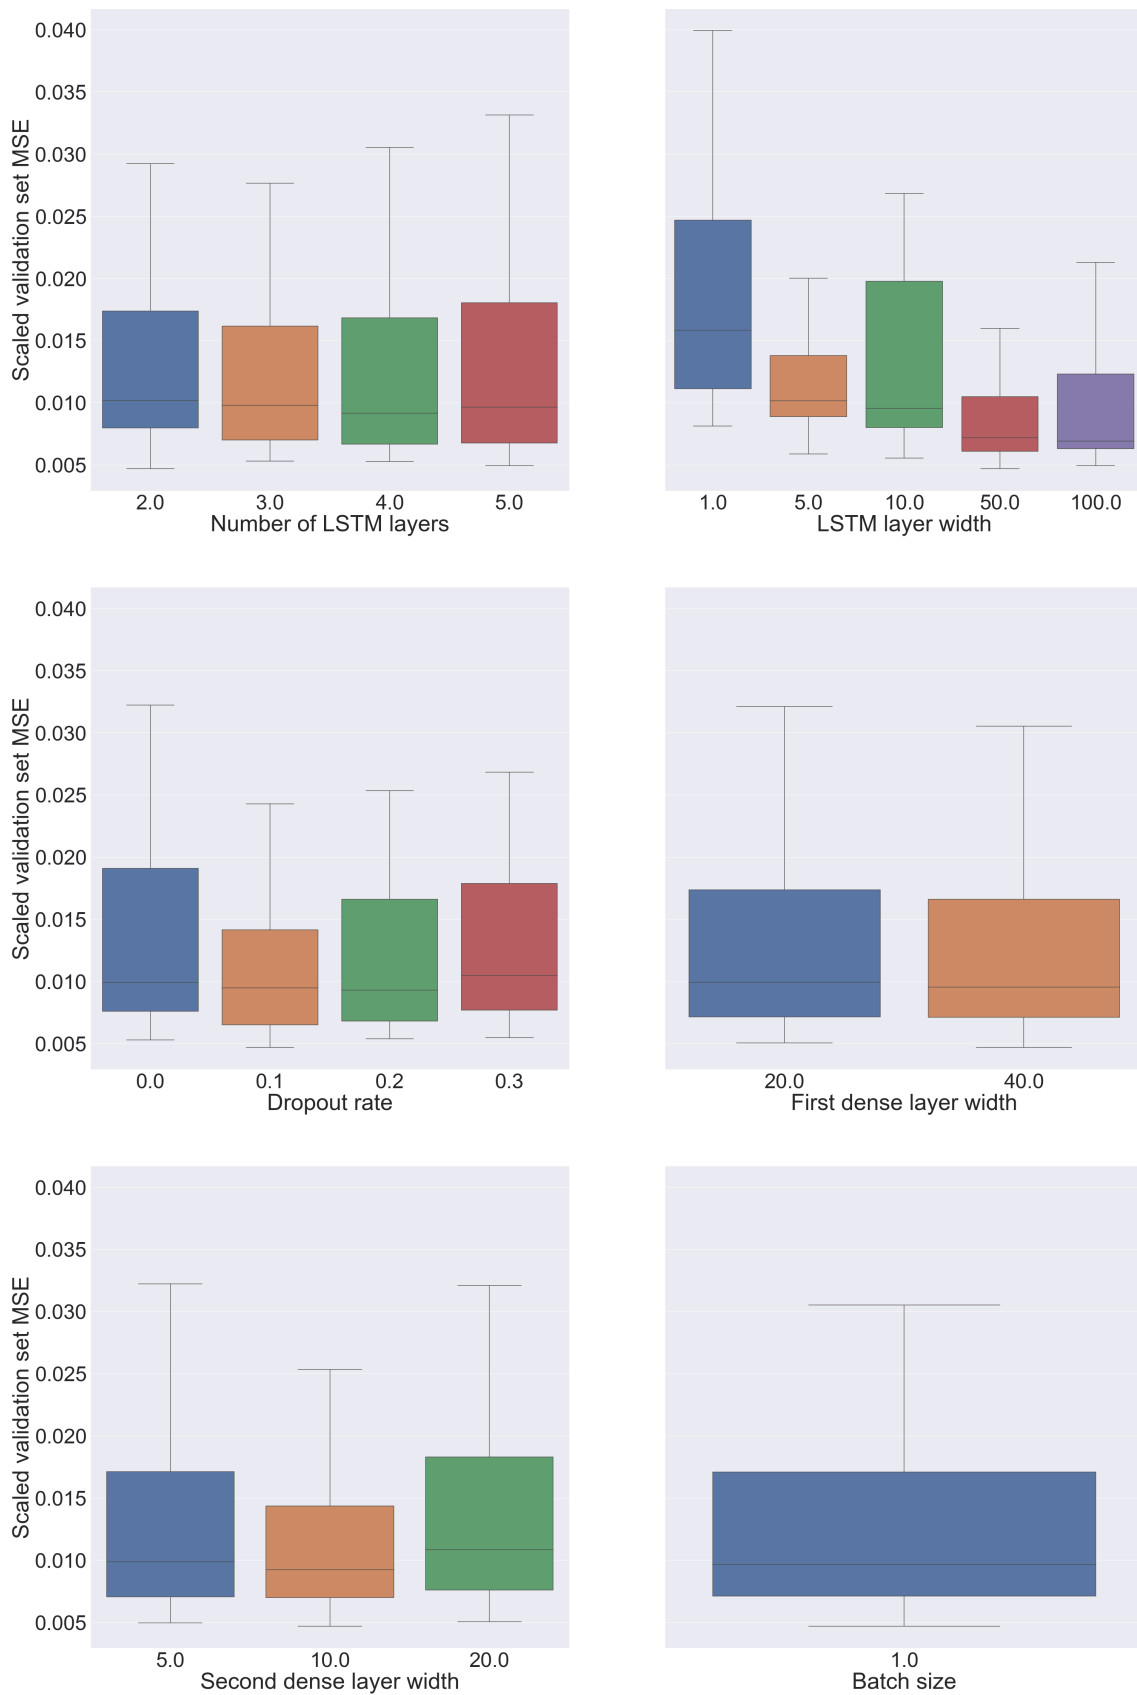 0.040
0.035
0.030
0.025
0.020
0.015
0.010
0.005
Scaled validation set MSE
2.0 3.0 4.0 5.0
Number of LSTM layers
1.0 5.0 10.0 50.0 100.0
LSTM layer width
0.040
0.035
0.030
0.025
0.020
0.015
0.010
0.005
Scaled validation set MSE
0.0 0.1 0.2 0.3
Dropout rate
20.0 40.0
First dense layer width
0.040
0.035
0.030
0.025
0.020
0.015
0.010
0.005
Scaled validation set MSE
5.0 10.0 20.0
Second dense layer width
1.0
Batch size